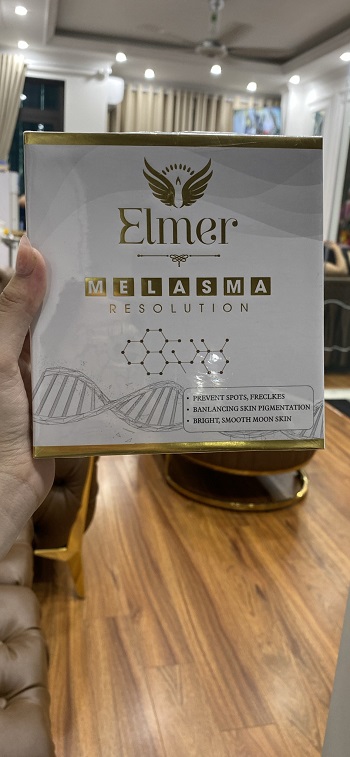 Elmer
MELASMA
RESOLUTION
• PREVENT SPOTS, FRECLKES
• BANLANCING SKIN PIGMENTATION
• BRIGHT, SMOOTH MOON SKIN